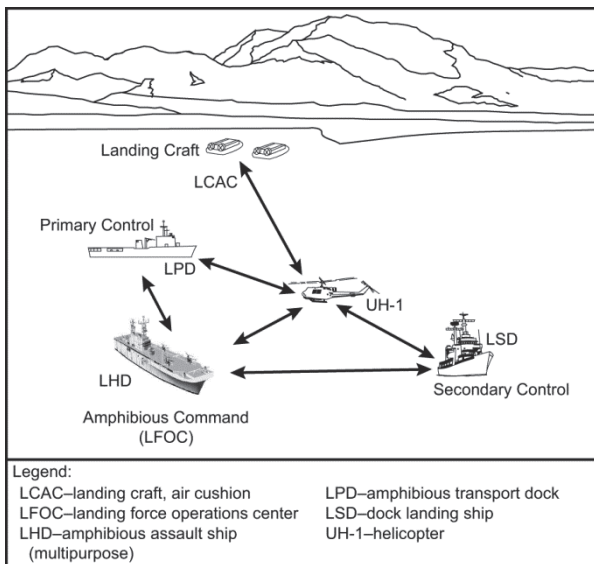 Landing Craft
LCAC
Primary Control
LPD
UH-1
LSD
LHD
Secondary Control
Amphibious Command
(LFOC)
Legend:
LCAC–landing craft, air cushion
LFOC–landing force operations center
LHD–amphibious assault ship
(multipurpose)
LPD–amphibious transport dock
LSD–dock landing ship
UH-1–helicopter